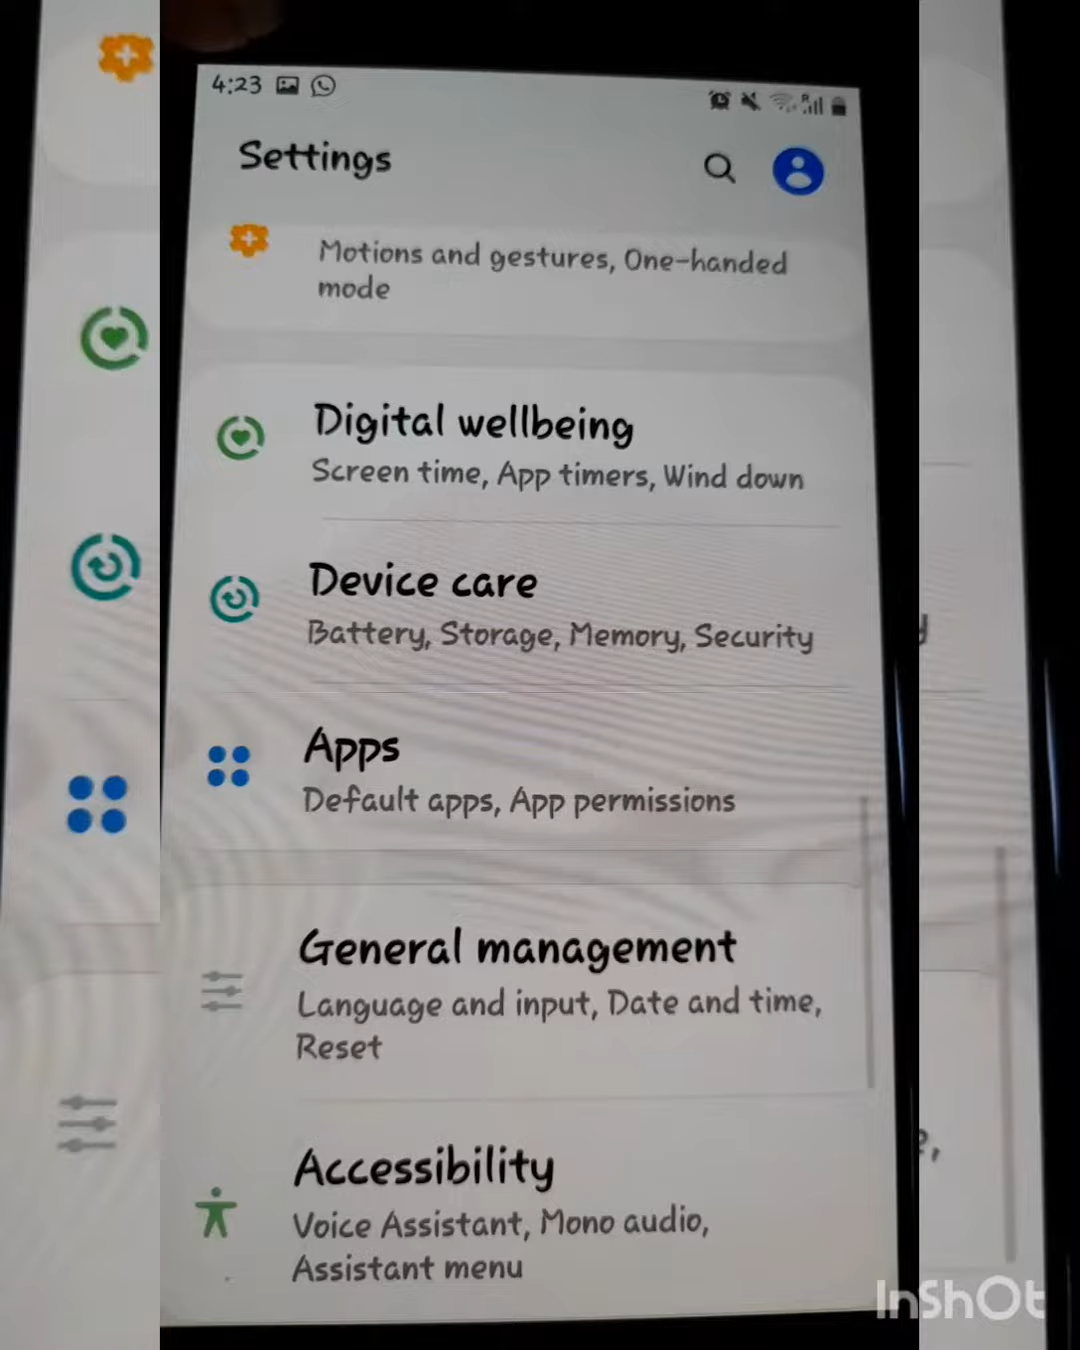 4:23
Settings
Motions and gestures, One-handed
mode
Digital wellbeing
Screen time, App timers, Wind down
Device care
Battery, Storage, Memory, Security
Apps
Default apps, App permissions
General management
Language and input, Date and time,
Reset
Accessibility
Voice Assistant, Mono audio,
Assistant menu
InShOt